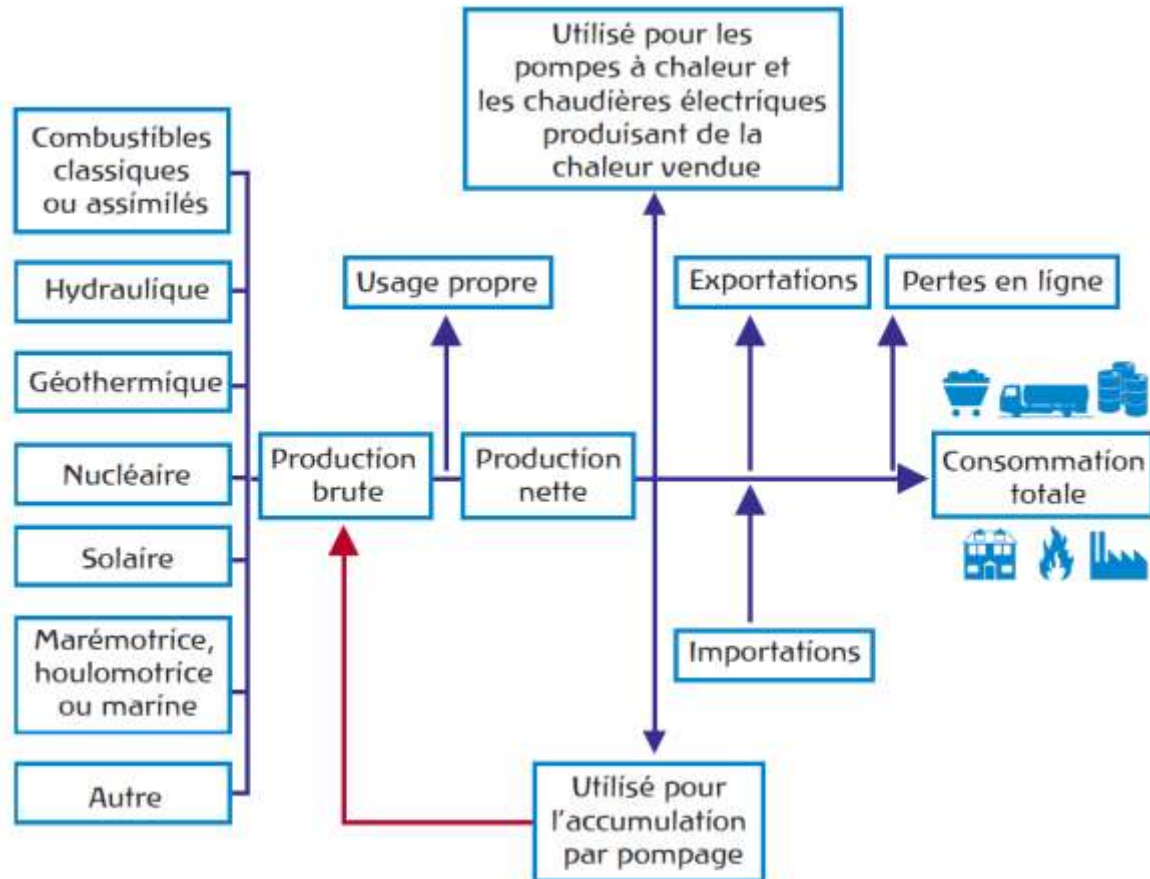 Utilisé pour les
pompes à chaleur et
les chaudières électriques
produisant de la
chaleur vendue
Combustibles
classiques
ou assimilés
Hydraulique
Géothermique
Nucléaire
Solaire
Marémotrice,
houlomotrice
ou marine
Autre
Usage propre
Exportations
Pertes en ligne
Production
brute
Production
nette
Consommation
totale
Importations
Utilisé pour
l'accumulation
par pompage